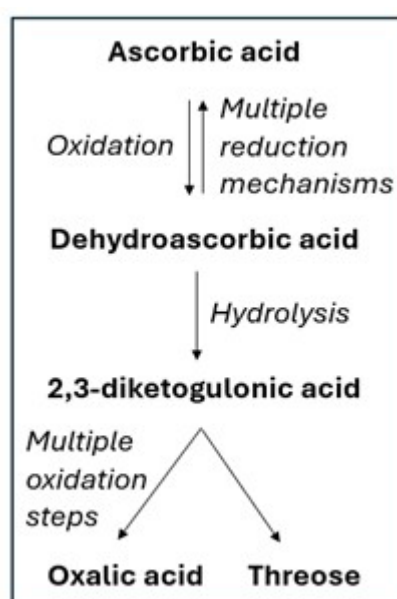 Ascorbic acid
Oxidation
Multiple
reduction
mechanisms
Dehydroascorbic acid
Hydrolysis
2,3-diketogulonic acid
Multiple
oxidation
steps
Oxalic acid
Threose